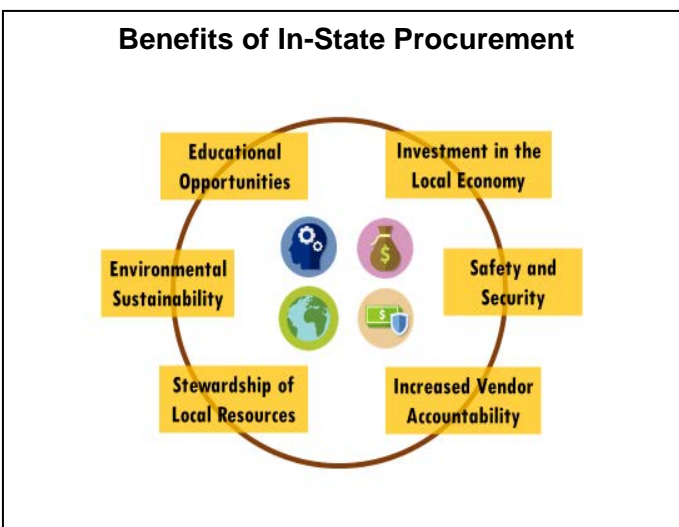 Benefits of In-State Procurement
Educational
Opportunities
Investment in the
Local Economy
Environmental
Sustainability
Safety and
Security
Stewardship of
Local Resources
Increased Vendor
Accountability
$
$